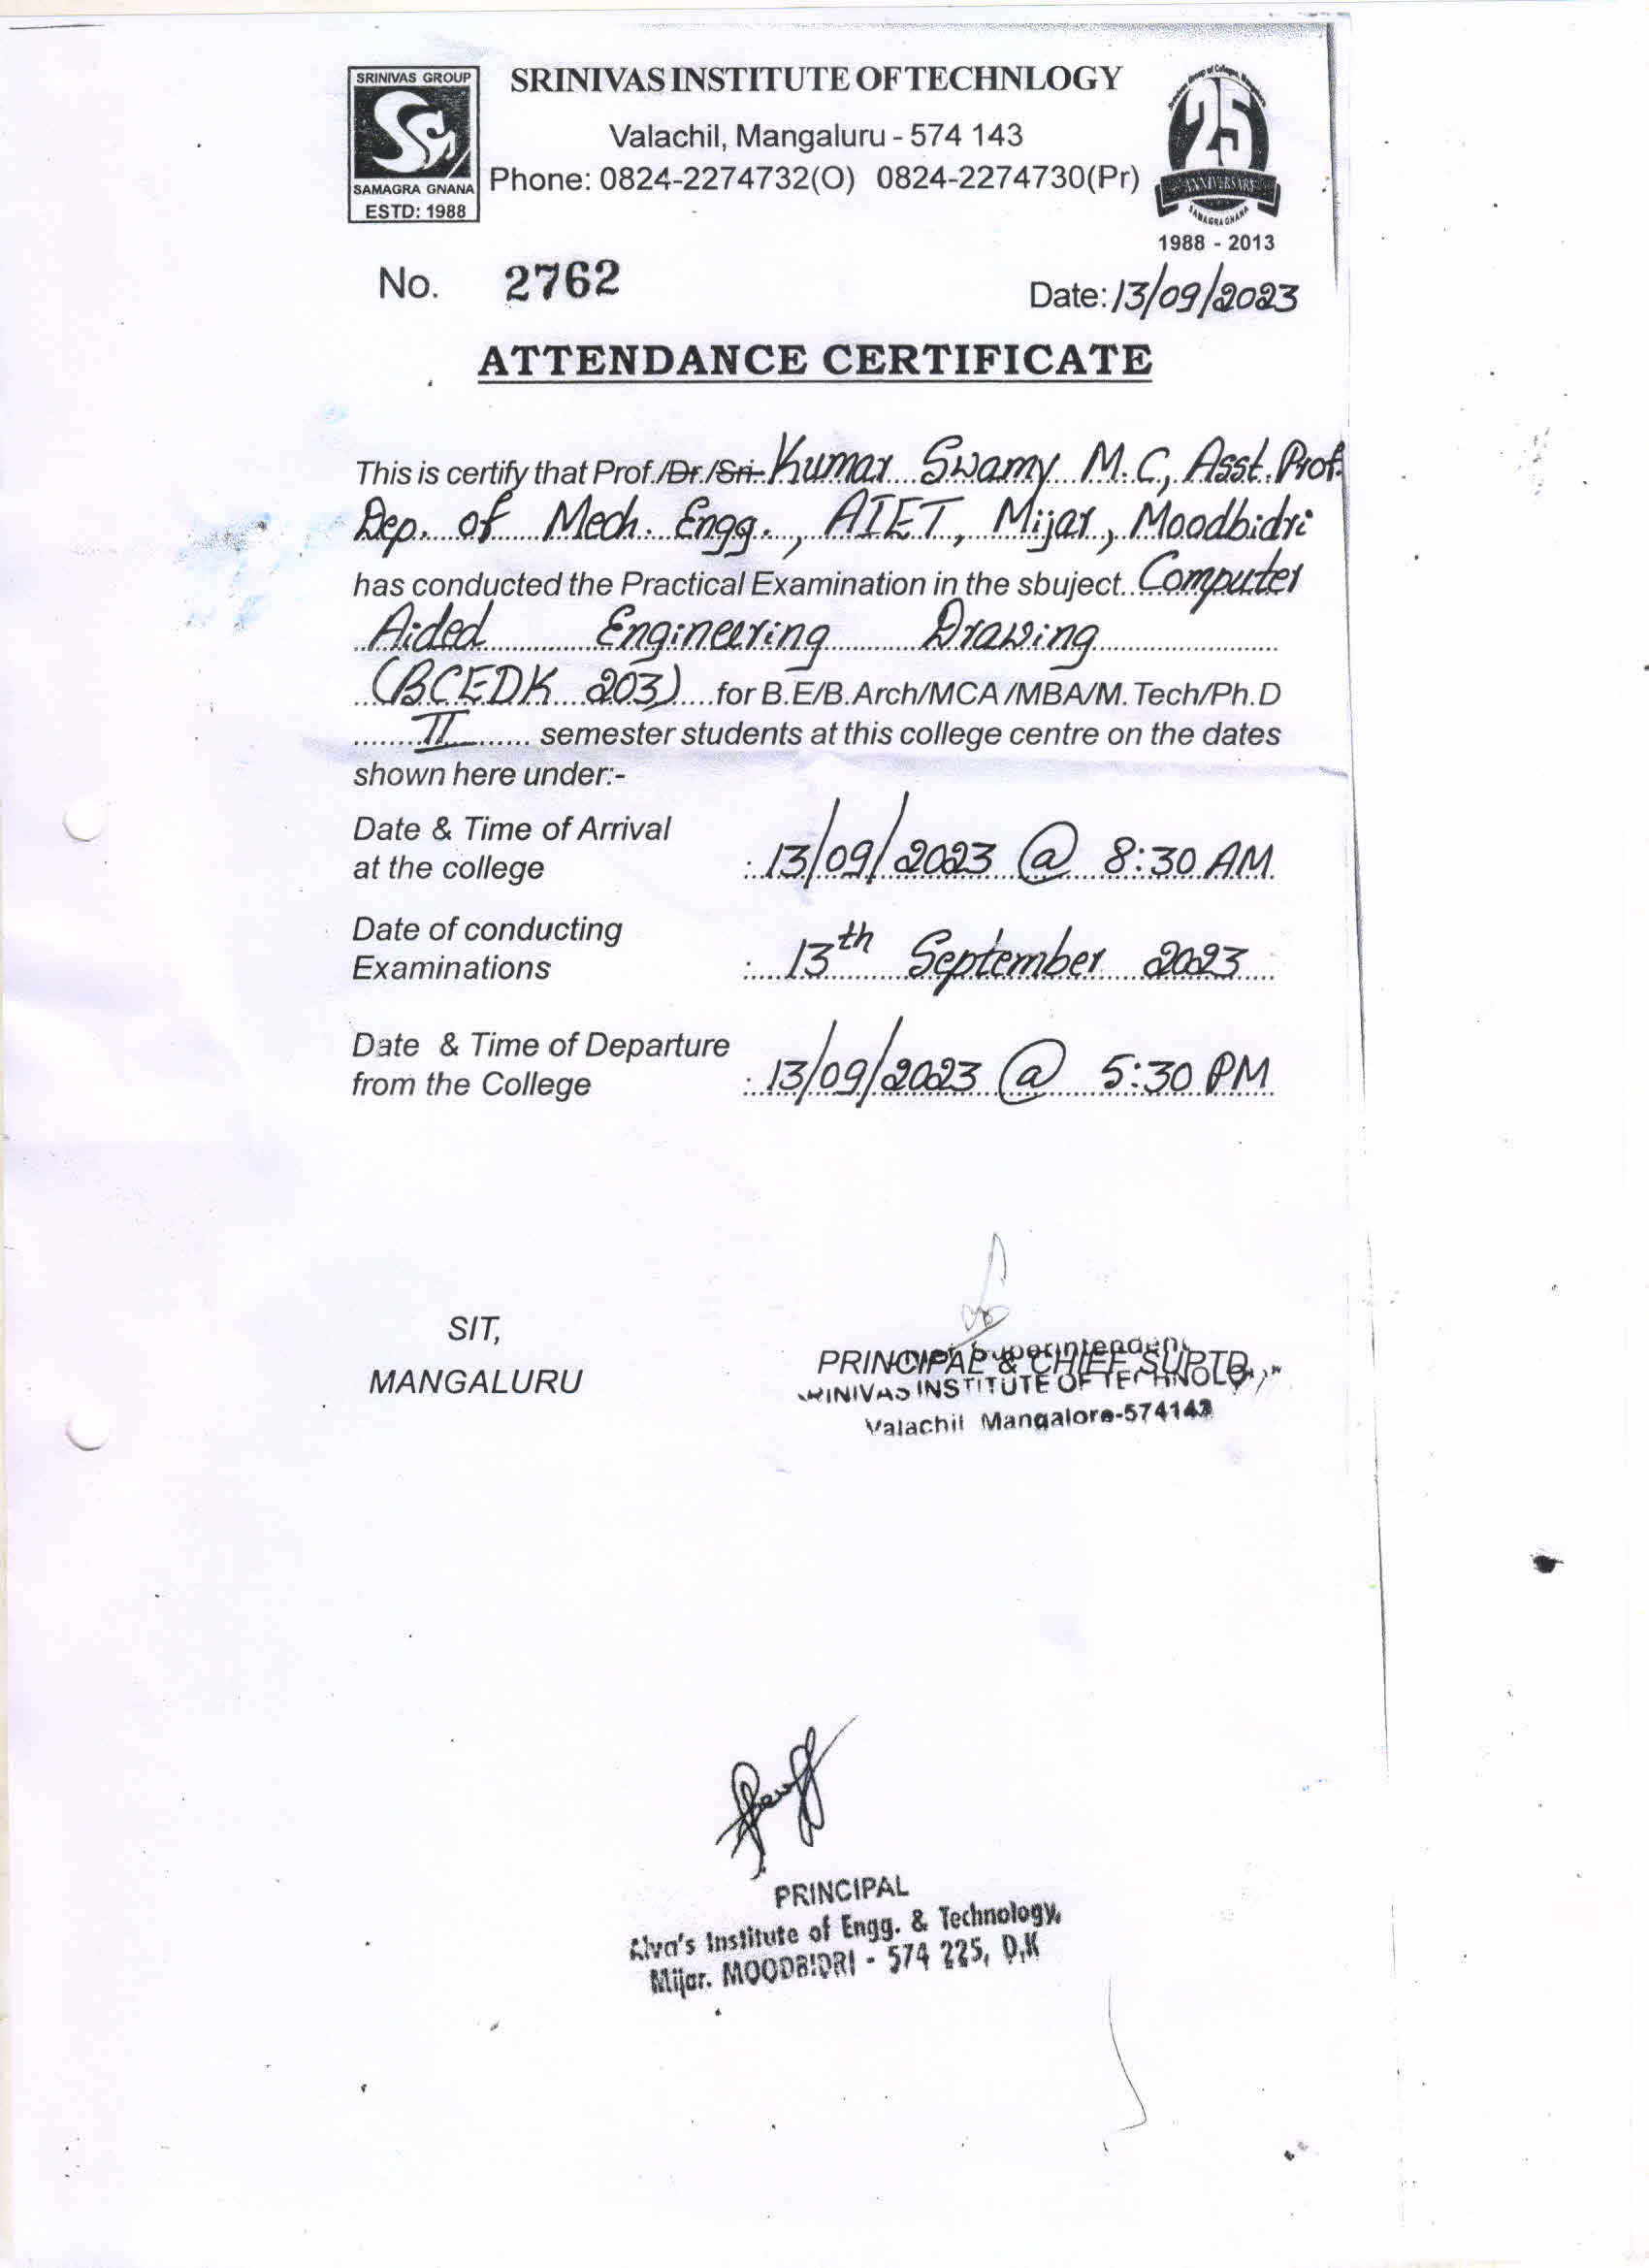 SRINIVAS GROUP
SAMAGRA GNANA
ESTD: 1988
SRINIVAS INSTITUTE OF TECHNLOGY
Valachil, Mangaluru - 574 143
Phone: 0824-2274732(O) 0824-2274730(Pr)
25
ANNIVERSARY
SAMAGRA GNANA
1988 - 2013
No. 2762
Date: 13/09/2023
ATTENDANCE CERTIFICATE
This is certify that Prof./Dr./Sri. Kumar Swamy M.C, Asst. Prof.
Dep. of Mech. Engg., AIET, Mijar, Moodbidri
has conducted the Practical Examination in the sbuject.. Computer
Aided Engineering Drawing
(BCEDK 203) for B.E/B.Arch/MCA/MBA/M.Tech/Ph.D
II semester students at this college centre on the dates
shown here under:-
Date & Time of Arrival
at the college : 13/09/2023 @ 8:30 AM.
Date of conducting
Examinations : 13th September 2023
Date & Time of Departure
from the College : 13/09/2023 @ 5:30 PM
SIT,
MANGALURU
Superintendent
PRINCIPAL & CHIEF SUPTD.
INSTITUTE OF
Valachil Mangalore-574143
PRINCIPAL
Alva's Institute of Engg. & Technology,
Mijar. MOODBIDRI - 574 225, D.K